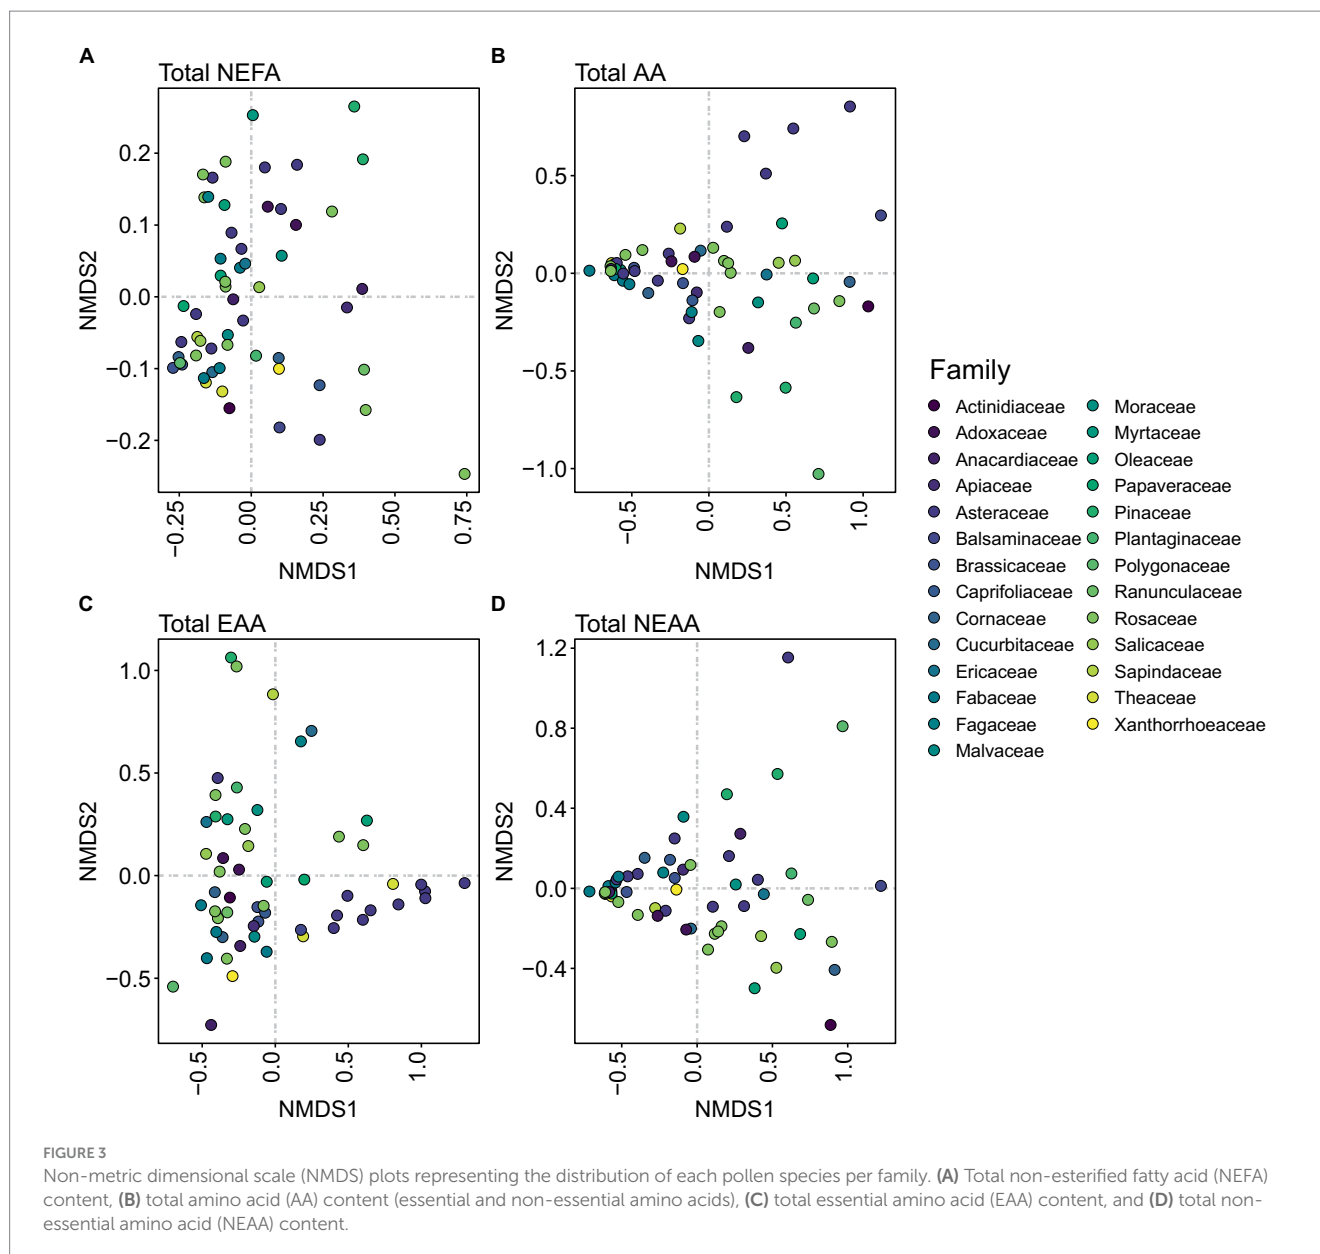 A
Total NEFA
0.2
0.1
0.0
−0.1
−0.2
NMDS2
−0.25
0.00
0.25
0.50
0.75
NMDS1
B
Total AA
0.5
0.0
−0.5
−1.0
NMDS2
−0.5
0.0
0.5
1.0
NMDS1
C
Total EAA
1.0
0.5
0.0
−0.5
NMDS2
−0.5
0.0
0.5
1.0
NMDS1
D
Total NEAA
1.2
0.8
0.4
0.0
−0.4
NMDS2
−0.5
0.0
0.5
1.0
NMDS1
Family
Actinidiaceae
Adoxaceae
Anacardiaceae
Apiaceae
Asteraceae
Balsaminaceae
Brassicaceae
Caprifoliaceae
Cornaceae
Cucurbitaceae
Ericaceae
Fabaceae
Fagaceae
Malvaceae
Moraceae
Myrtaceae
Oleaceae
Papaveraceae
Pinaceae
Plantaginaceae
Polygonaceae
Ranunculaceae
Rosaceae
Salicaceae
Sapindaceae
Theaceae
Xanthorrhoeaceae
FIGURE 3
Non-metric dimensional scale (NMDS) plots representing the distribution of each pollen species per family. (A) Total non-esterified fatty acid (NEFA)
content, (B) total amino acid (AA) content (essential and non-essential amino acids), (C) total essential amino acid (EAA) content, and (D) total non-
essential amino acid (NEAA) content.